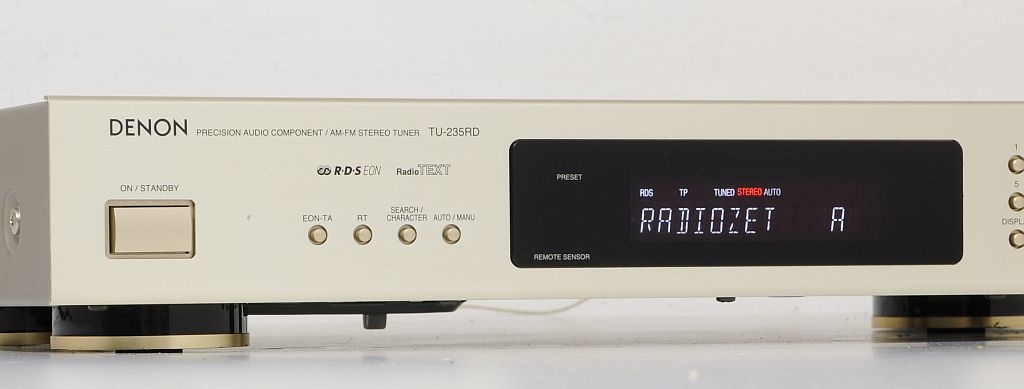 DENON PRECISION AUDIO COMPONENT / AM-FM STEREO TUNER TU-235RD
R·D·S EON RadioTEXT
ON / STANDBY
EON-TA RT SEARCH / CHARACTER AUTO / MANU
PRESET
RDS TP TUNED STEREO AUTO
RADIOZET A
REMOTE SENSOR
1
5
DISPL